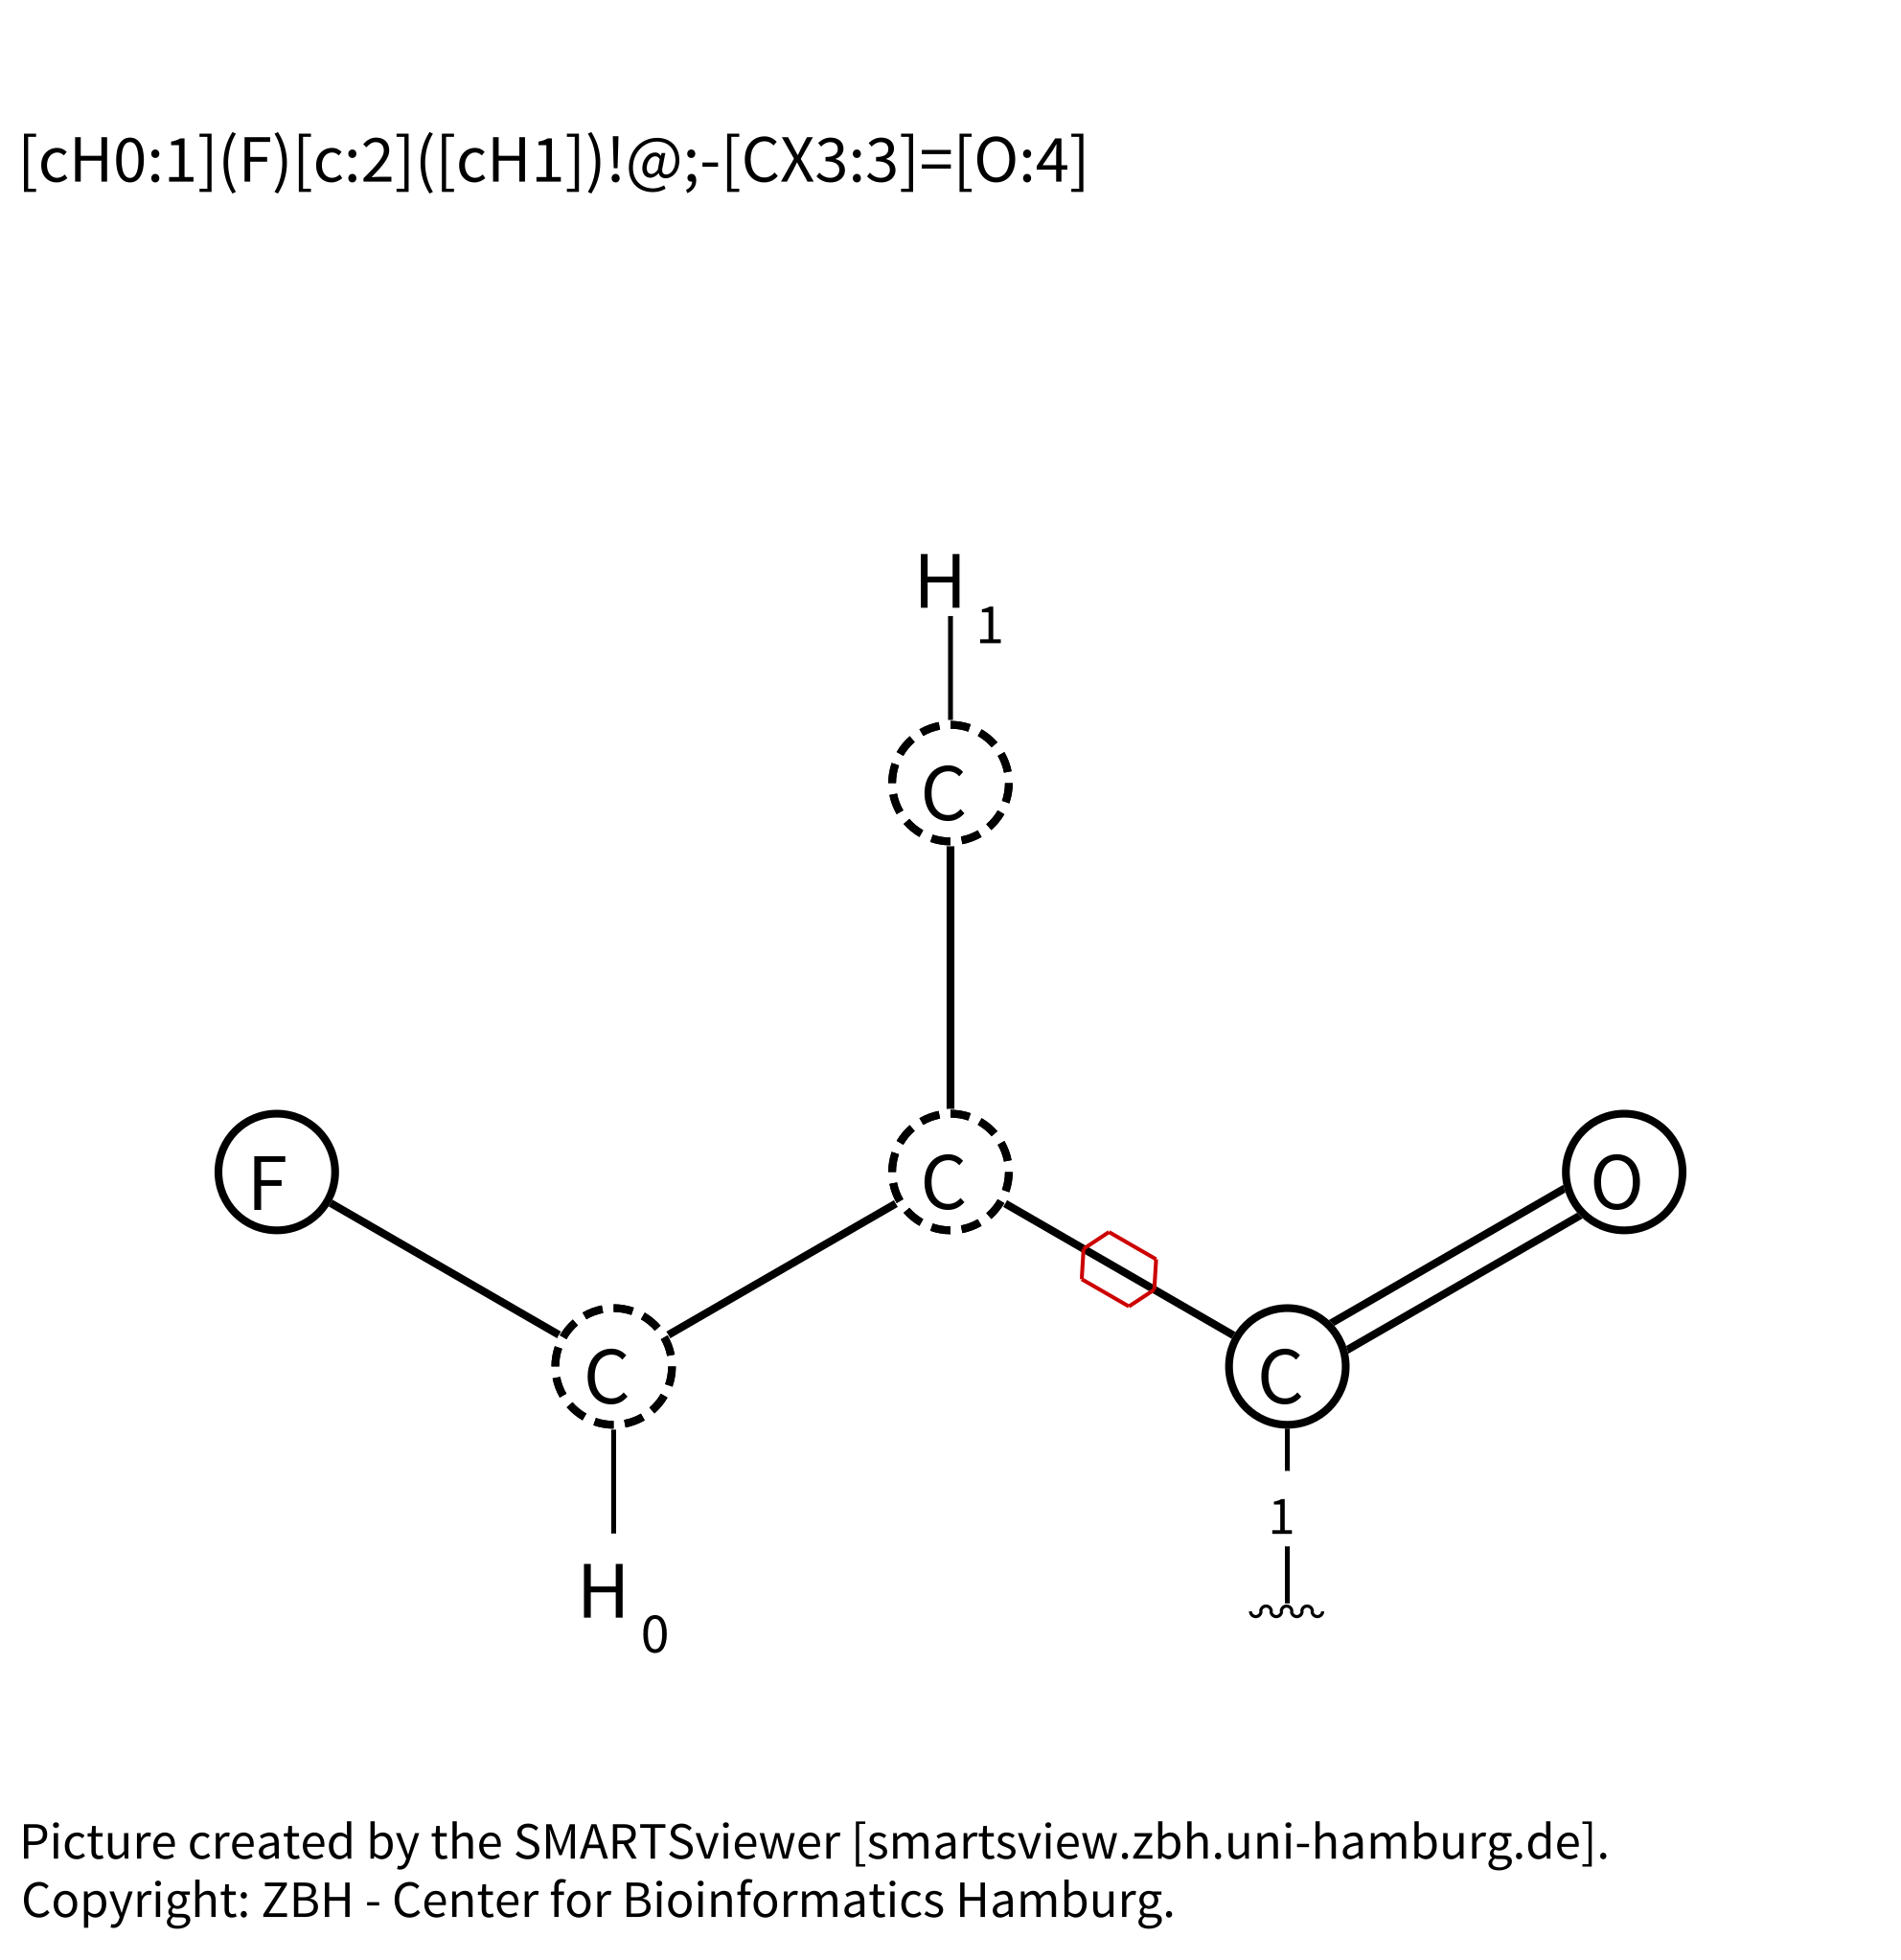 [cH0:1](F)[c:2]([cH1])!@;-[CX3:3]=[O:4]
H 1
C
F
C
O
C
C
1
H 0
Picture created by the SMARTSviewer [smartsview.zbh.uni-hamburg.de].
Copyright: ZBH - Center for Bioinformatics Hamburg.